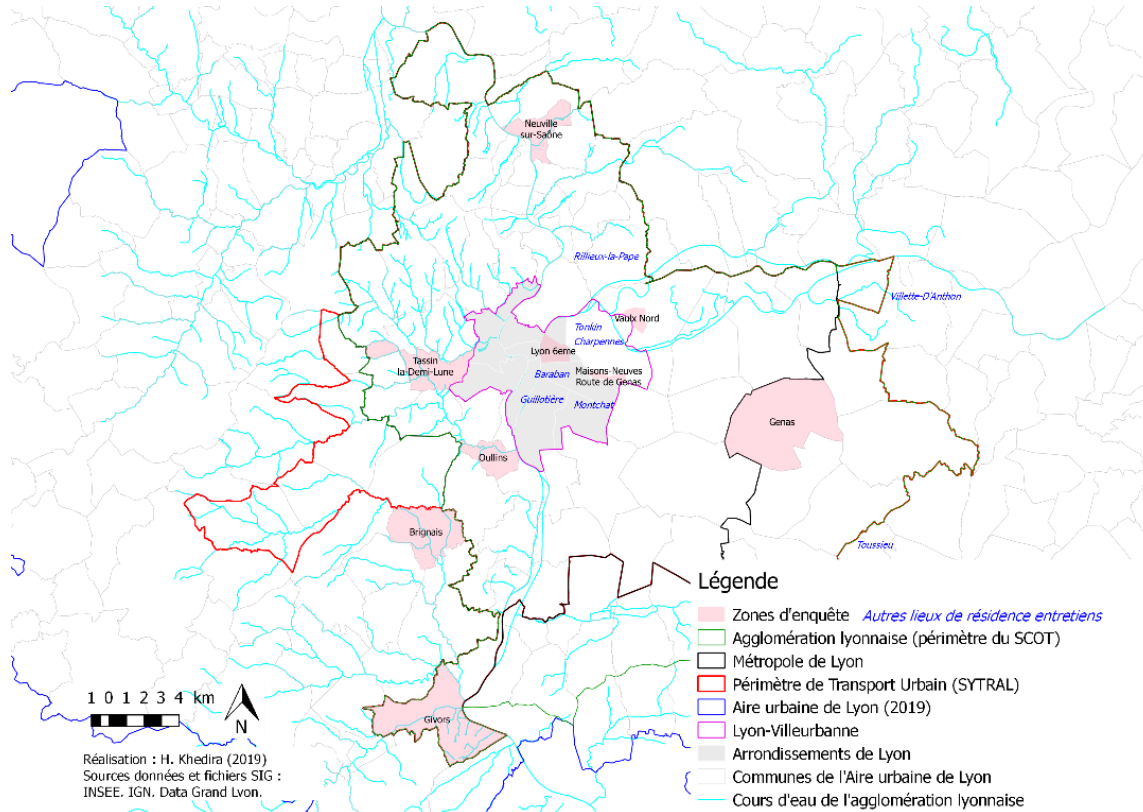 Neuville
sur-Saône
Rillieux-la-Pape
Villette-D'Anthon
Vaulx Nord
Tonkin
Charpennes
Lyon 6ème
Tassin
la-Demi-Lune
Baraban
Maisons-Neuves
Route de Genas
Guillotière
Montchat
Genas
Oullins
Brignais
Toussieu
Givors
Légende
Zones d'enquête Autres lieux de résidence entretiens
Agglomération lyonnaise (périmètre du SCOT)
Métropole de Lyon
Périmètre de Transport Urbain (SYTRAL)
Aire urbaine de Lyon (2019)
Lyon-Villeurbanne
Arrondissements de Lyon
Communes de l'Aire urbaine de Lyon
Cours d'eau de l'agglomération lyonnaise
1 0 1 2 3 4 km
N
Réalisation : H. Khedira (2019)
Sources données et fichiers SIG :
INSEE. IGN. Data Grand Lyon.